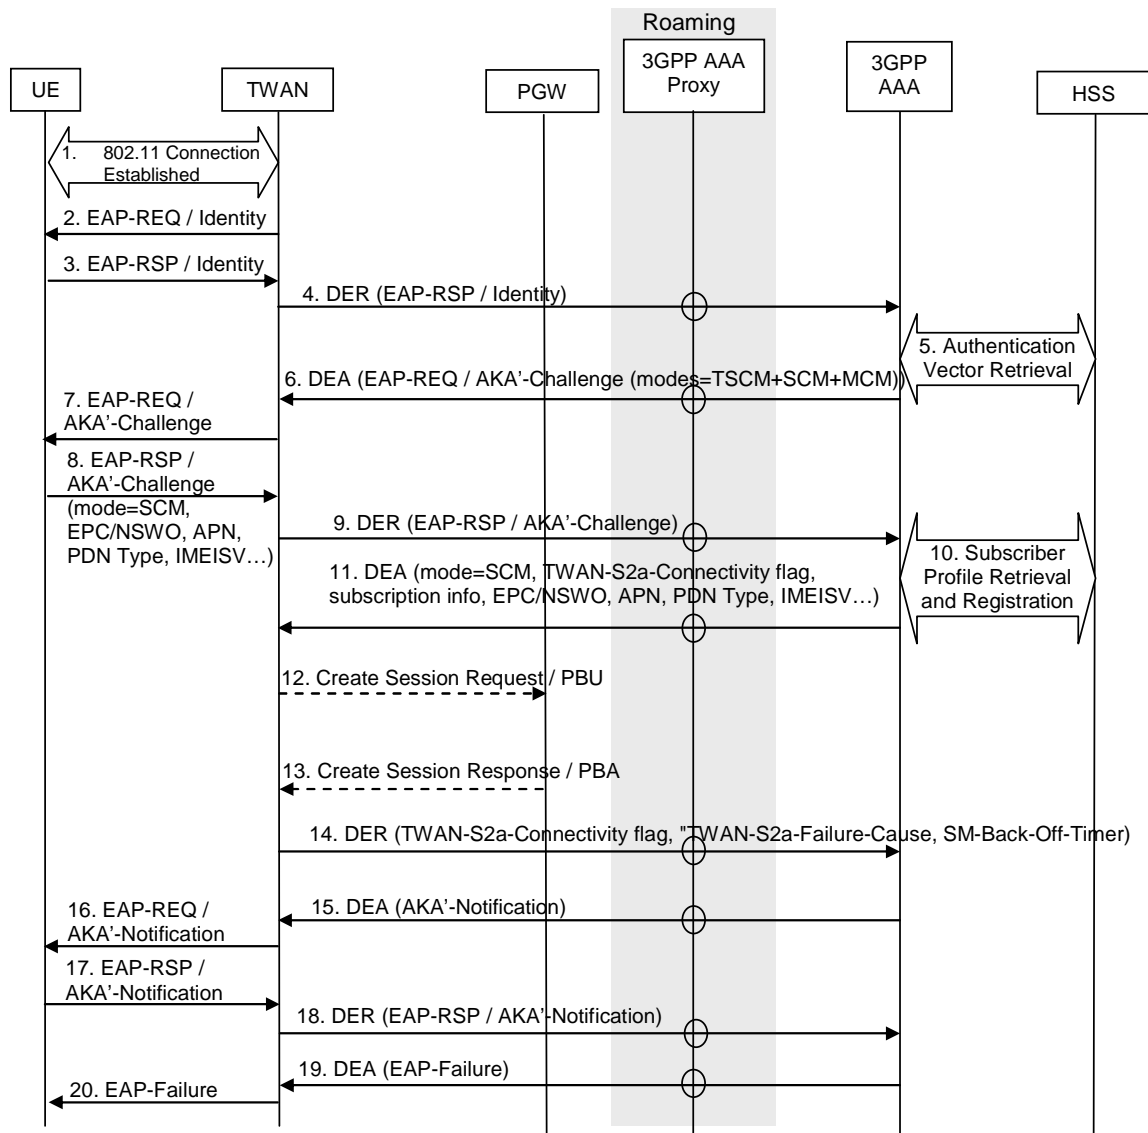 Roaming
UE
TWAN
PGW
3GPP AAA
Proxy
3GPP
AAA
HSS
1. 802.11 Connection
Established
2. EAP-REQ / Identity
3. EAP-RSP / Identity
4. DER (EAP-RSP / Identity)
5. Authentication
Vector Retrieval
6. DEA (EAP-REQ / AKA'-Challenge (modes=TSCM+SCM+MCM))
7. EAP-REQ /
AKA'-Challenge
8. EAP-RSP /
AKA'-Challenge
(mode=SCM,
EPC/NSWO, APN,
PDN Type, IMEISV…)
9. DER (EAP-RSP / AKA'-Challenge)
10. Subscriber
Profile Retrieval
and Registration
11. DEA (mode=SCM, TWAN-S2a-Connectivity flag,
subscription info, EPC/NSWO, APN, PDN Type, IMEISV…)
12. Create Session Request / PBU
13. Create Session Response / PBA
14. DER (TWAN-S2a-Connectivity flag, "TWAN-S2a-Failure-Cause, SM-Back-Off-Timer)
15. DEA (AKA'-Notification)
16. EAP-REQ /
AKA'-Notification
17. EAP-RSP /
AKA'-Notification
18. DER (EAP-RSP / AKA'-Notification)
19. DEA (EAP-Failure)
20. EAP-Failure